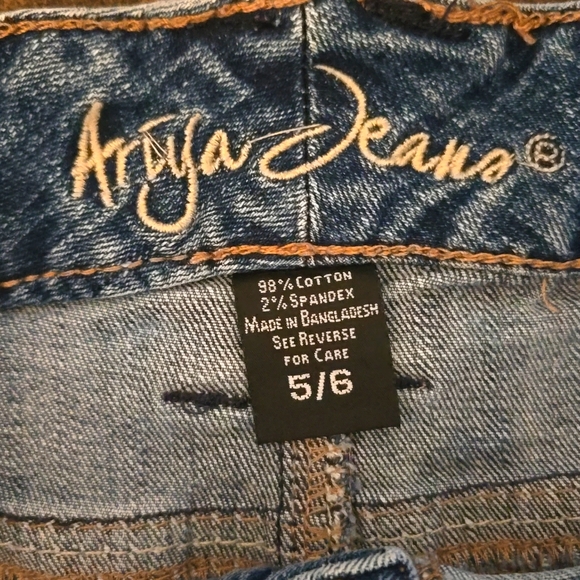 Ariya Jeans®
98% COTTON
2% SPANDEX
MADE IN BANGLADESH
SEE REVERSE
FOR CARE
5/6